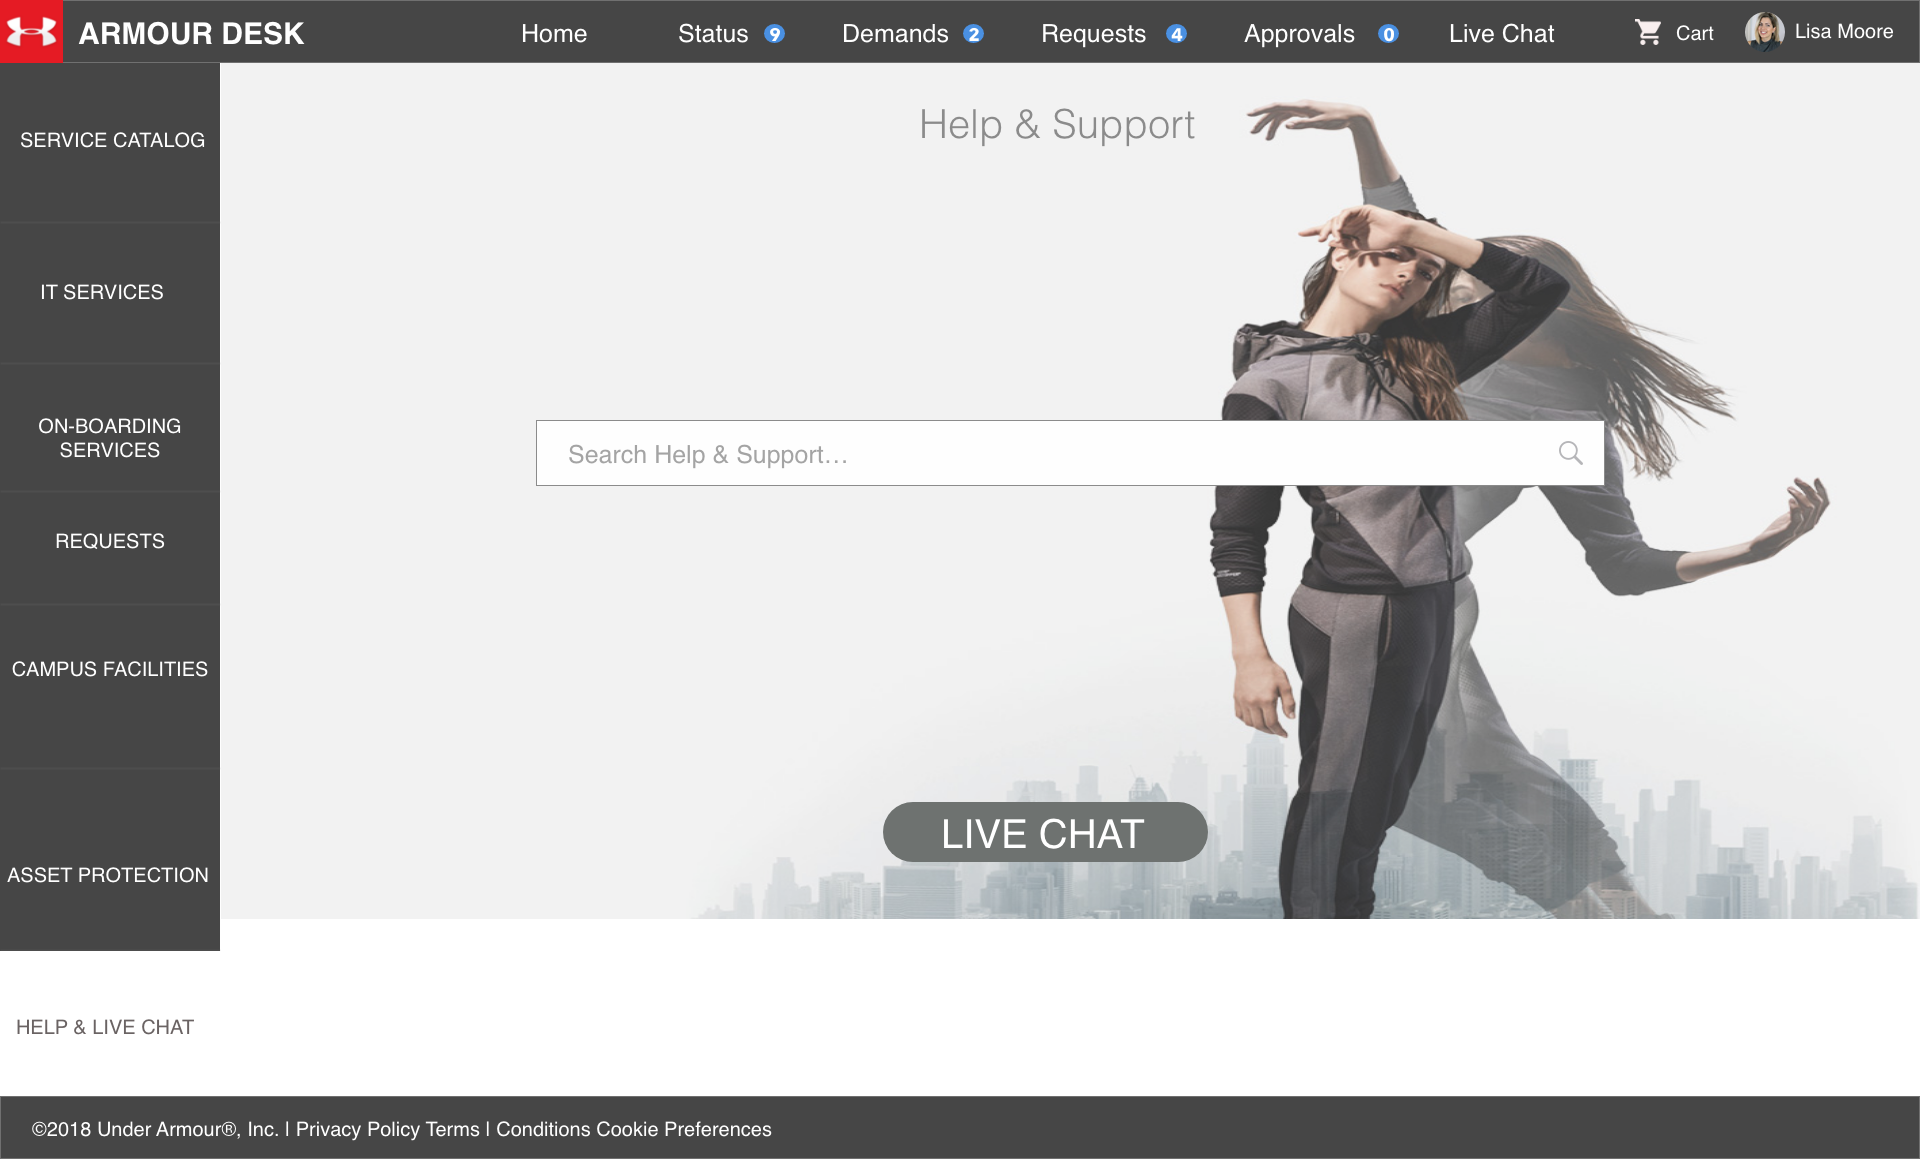 ARMOUR DESK
Home
Status 9
Demands 2
Requests 4
Approvals 0
Live Chat
Cart
Lisa Moore
SERVICE CATALOG
IT SERVICES
ON-BOARDING
SERVICES
REQUESTS
CAMPUS FACILITIES
ASSET PROTECTION
HELP & LIVE CHAT
Help & Support
Search Help & Support...
LIVE CHAT
©2018 Under Armour®, Inc. | Privacy Policy Terms | Conditions Cookie Preferences